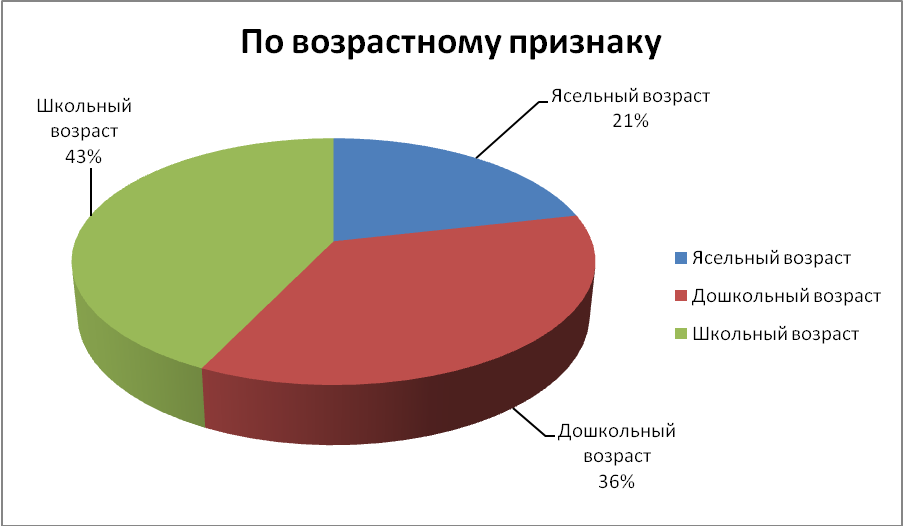 По возрастному признаку
Школьный
возраст
43%
Ясельный возраст
21%
Ясельный возраст
Дошкольный возраст
Школьный возраст
Дошкольный
возраст
36%